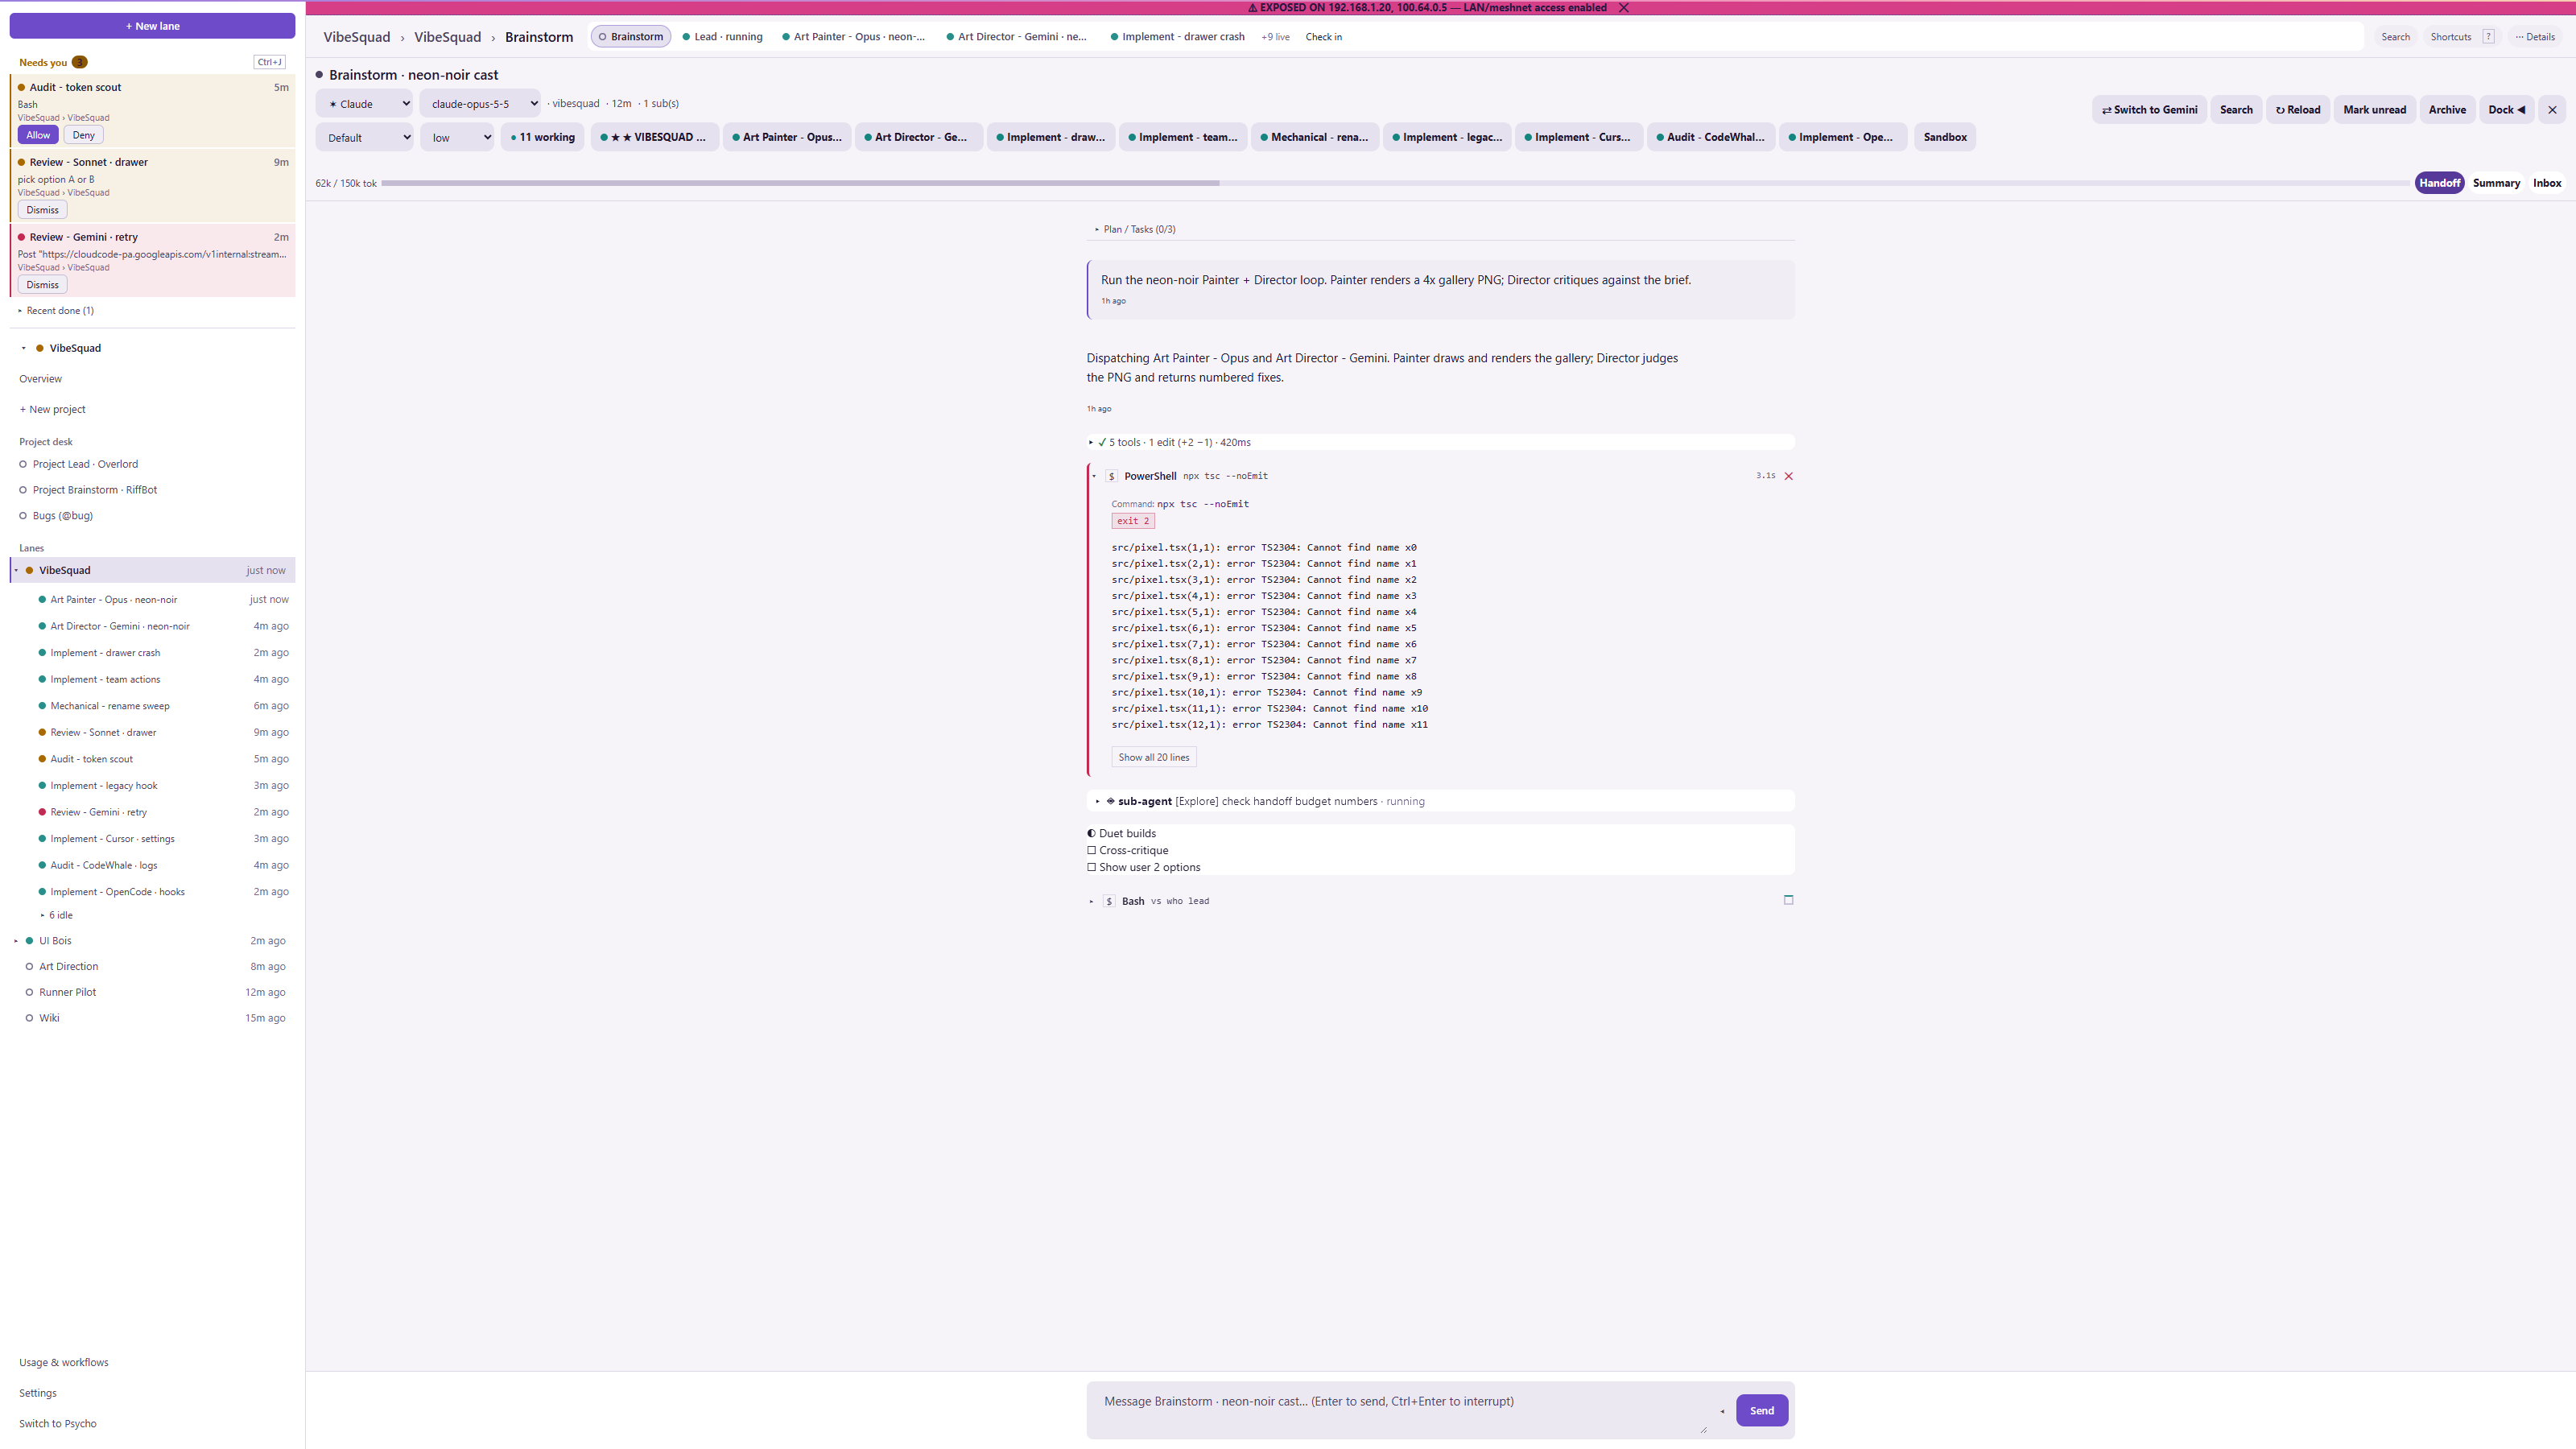 ⚠ EXPOSED ON 192.168.1.20, 100.64.0.5 — LAN/meshnet access enabled ✕
+ New lane
Needs you 3 Ctrl+J
Audit - token scout 5m
Bash
VibeSquad › VibeSquad
Allow Deny
Review - Sonnet · drawer 9m
pick option A or B
VibeSquad › VibeSquad
Dismiss
Review - Gemini · retry 2m
Post "https://cloudcode-pa.googleapis.com/v1internal:stream...
VibeSquad › VibeSquad
Dismiss
▸ Recent done (1)
▾ VibeSquad
Overview
+ New project
Project desk
Project Lead · Overlord
Project Brainstorm · RiffBot
Bugs (@bug)
Lanes
▾ VibeSquad just now
Art Painter - Opus · neon-noir just now
Art Director - Gemini · neon-noir 4m ago
Implement - drawer crash 2m ago
Implement - team actions 4m ago
Mechanical - rename sweep 6m ago
Review - Sonnet · drawer 9m ago
Audit - token scout 5m ago
Implement - legacy hook 3m ago
Review - Gemini · retry 2m ago
Implement - Cursor · settings 3m ago
Audit - CodeWhale · logs 4m ago
Implement - OpenCode · hooks 2m ago
▸ 6 idle
▸ UI Bois 2m ago
Art Direction 8m ago
Runner Pilot 12m ago
Wiki 15m ago
Usage & workflows
Settings
Switch to Psycho
VibeSquad › VibeSquad › Brainstorm
Brainstorm Lead · running Art Painter - Opus · neon-... Art Director - Gemini · ne... Implement - drawer crash +9 live Check in
Search Shortcuts ? ··· Details
Brainstorm · neon-noir cast
✶ Claude claude-opus-5-5 · vibesquad · 12m · 1 sub(s)
⇄ Switch to Gemini Search ↻ Reload Mark unread Archive Dock ◀ ✕
Default low 11 working ★ ★ VIBESQUAD ... Art Painter - Opus... Art Director - Ge... Implement - draw... Implement - team... Mechanical - rena... Implement - legac... Implement - Curs... Audit - CodeWhal... Implement - Ope... Sandbox
62k / 150k tok
Handoff Summary Inbox
▸ Plan / Tasks (0/3)
Run the neon-noir Painter + Director loop. Painter renders a 4x gallery PNG; Director critiques against the brief.
1h ago
Dispatching Art Painter - Opus and Art Director - Gemini. Painter draws and renders the gallery; Director judges
the PNG and returns numbered fixes.
1h ago
▸ ✓ 5 tools · 1 edit (+2 −1) · 420ms
▾ $ PowerShell npx tsc --noEmit 3.1s ✕
Command: npx tsc --noEmit
exit 2
src/pixel.tsx(1,1): error TS2304: Cannot find name x0
src/pixel.tsx(2,1): error TS2304: Cannot find name x1
src/pixel.tsx(3,1): error TS2304: Cannot find name x2
src/pixel.tsx(4,1): error TS2304: Cannot find name x3
src/pixel.tsx(5,1): error TS2304: Cannot find name x4
src/pixel.tsx(6,1): error TS2304: Cannot find name x5
src/pixel.tsx(7,1): error TS2304: Cannot find name x6
src/pixel.tsx(8,1): error TS2304: Cannot find name x7
src/pixel.tsx(9,1): error TS2304: Cannot find name x8
src/pixel.tsx(10,1): error TS2304: Cannot find name x9
src/pixel.tsx(11,1): error TS2304: Cannot find name x10
src/pixel.tsx(12,1): error TS2304: Cannot find name x11
Show all 20 lines
▸ sub-agent [Explore] check handoff budget numbers · running
◐ Duet builds
☐ Cross-critique
☐ Show user 2 options
▸ $ Bash vs who lead
Message Brainstorm · neon-noir cast... (Enter to send, Ctrl+Enter to interrupt)
◂ Send